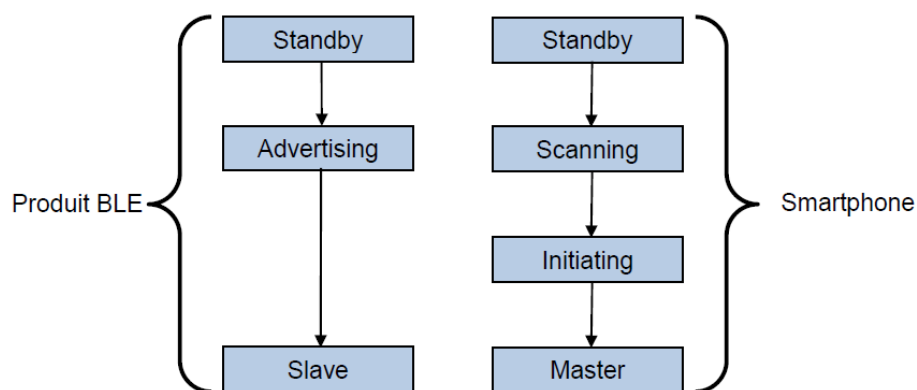 Standby
Standby
Advertising
Scanning
Produit BLE
Smartphone
Initiating
Slave
Master